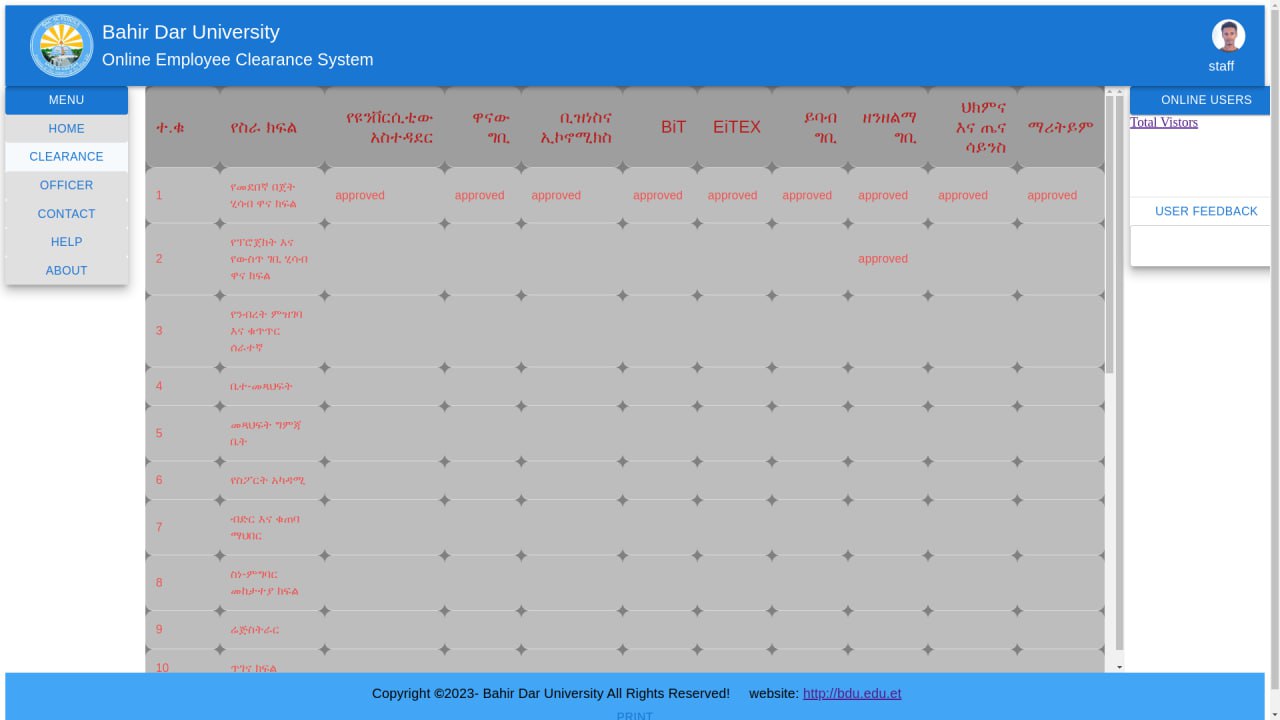 Bahir Dar University
Online Employee Clearance System
staff
MENU
HOME
CLEARANCE
OFFICER
CONTACT
HELP
ABOUT
ተ.ቁ
የስራ ክፍል
የዩንቨርሲቲው
አስተዳደር
ዋናው
ግቢ
ቢዝነስና
ኢኮኖሚክስ
BiT
EiTEX
ይባብ
ግቢ
ዘንዘልማ
ግቢ
ህክምና
እና ጤና
ሳይንስ
ማሪትይም
1
የመደበኛ በጀት
ሂሳብ ዋና ክፍል
approved
approved
approved
approved
approved
approved
approved
approved
approved
2
የፕሮጀክት እና
የውስጥ ገቢ ሂሳብ
ዋና ክፍል
approved
3
የንብረት ምዝገባ
እና ቁጥጥር
ሰራተኛ
4
ቤተ-መጻህፍት
5
መጻህፍት ግምጃ
ቤት
6
የስፖርት አካዳሚ
7
ብድር እና ቁጠባ
ማህበር
8
ስነ-ምግባር
መከታተያ ክፍል
9
ሬጅስትራር
10
ጥገና ክፍል
ONLINE USERS
Total Vistors
USER FEEDBACK
Copyright ©2023- Bahir Dar University All Rights Reserved! website: http://bdu.edu.et
PRINT